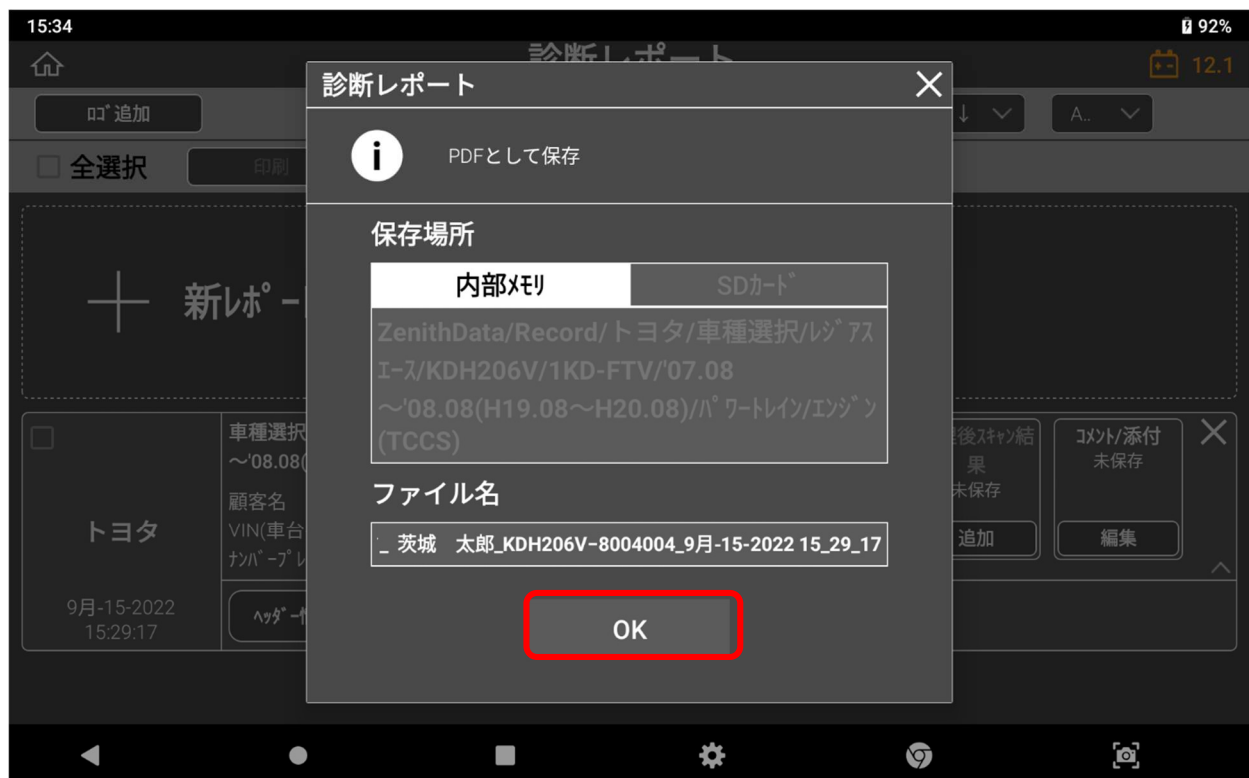 15:34
92%
診断レポート
12.1
ﾛｺﾞ追加
A..
全選択
印刷
診断レポート
PDFとして保存
保存場所
内部ﾒﾓﾘ
SDｶｰﾄﾞ
ZenithData/Record/トヨタ/車種選択/ﾚｼﾞｱｽ
ｴｰｽ/KDH206V/1KD-FTV/'07.08
～'08.08(H19.08～H20.08)/ﾊﾟﾜｰﾄﾚｲﾝ/ｴﾝｼﾞﾝ
(TCCS)
ファイル名
_ 茨城　太郎_KDH206V-8004004_9月-15-2022 15_29_17
OK
新ﾚﾎﾟｰ
トヨタ
9月-15-2022
15:29:17
車種選択
～'08.08(
顧客名
VIN(車台
ﾅﾝﾊﾞｰﾌﾟﾚ
ﾍｯﾀﾞｰ
後ｽｷｬﾝ結
果
未保存
追加
ｺﾒﾝﾄ/添付
未保存
編集